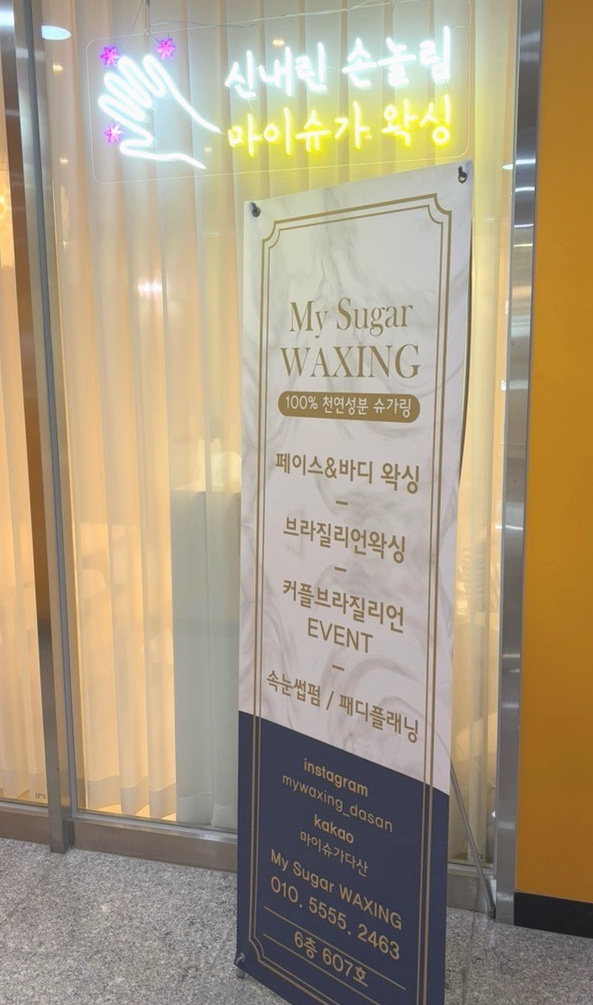 신내린 손놀림
마이슈가 왁싱
My Sugar
WAXING
100% 천연성분 슈가링
페이스&바디 왁싱
–
브라질리언왁싱
–
커플브라질리언
EVENT
–
속눈썹펌 / 패디플래닝
instagram
mywaxing_dasan
kakao
마이슈가다산
My Sugar WAXING
010. 5555. 2463
6층 607호